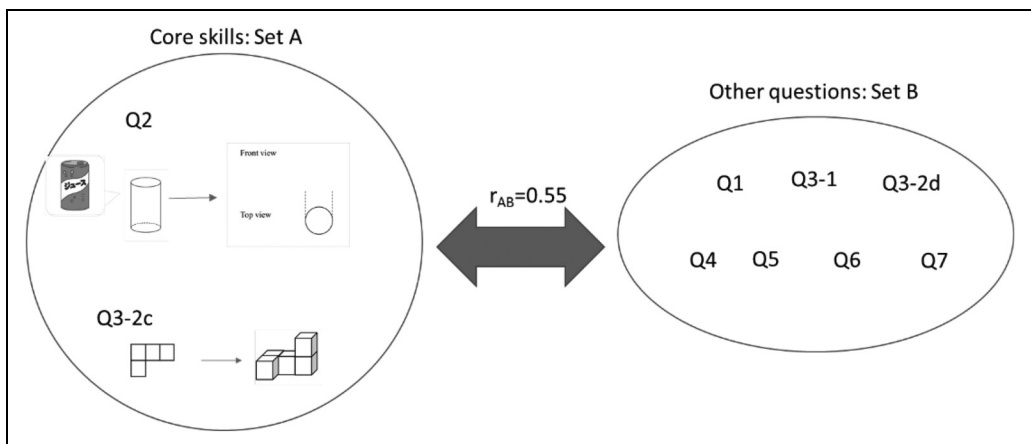 Core skills: Set A
Q2
ジュース
Front view
Top view
Q3-2c
r_AB=0.55
Other questions: Set B
Q1 Q3-1 Q3-2d
Q4 Q5 Q6 Q7